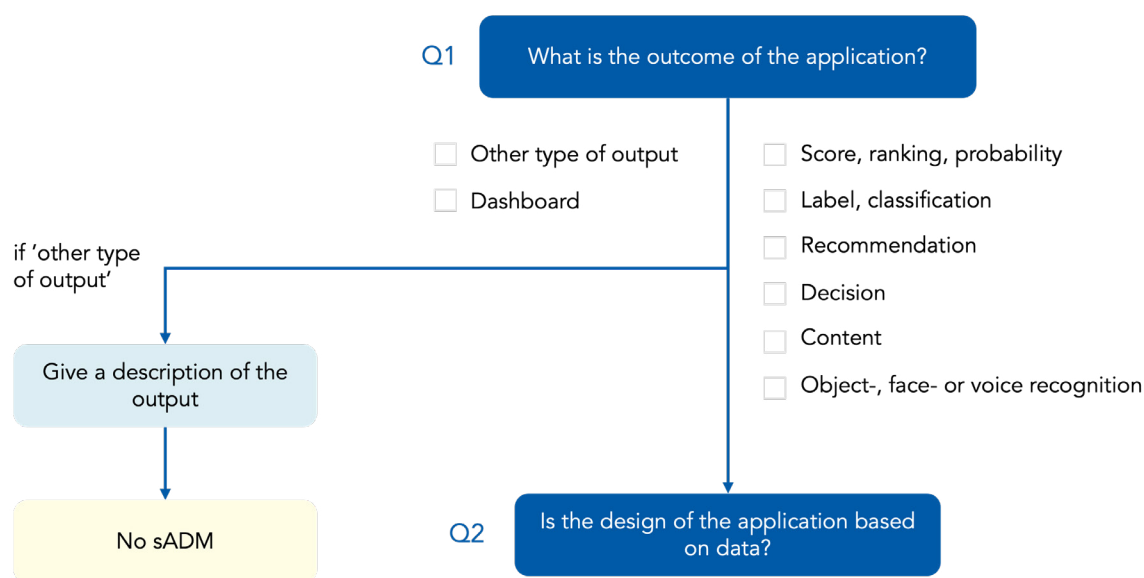 Q1
What is the outcome of the application?
Other type of output
Dashboard
Score, ranking, probability
Label, classification
Recommendation
Decision
Content
Object-, face- or voice recognition
if ‘other type
of output’
Give a description of the
output
No sADM
Q2
Is the design of the application based
on data?